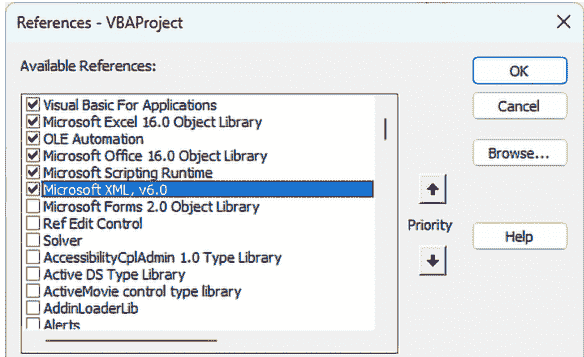 References - VBAProject
Available References:
Visual Basic For Applications
Microsoft Excel 16.0 Object Library
OLE Automation
Microsoft Office 16.0 Object Library
Microsoft Scripting Runtime
Microsoft XML, v6.0
Microsoft Forms 2.0 Object Library
Ref Edit Control
Solver
AccessibilityCplAdmin 1.0 Type Library
Active DS Type Library
ActiveMovie control type library
AddinLoaderLib
Alerts
OK
Cancel
Browse...
Priority
Help